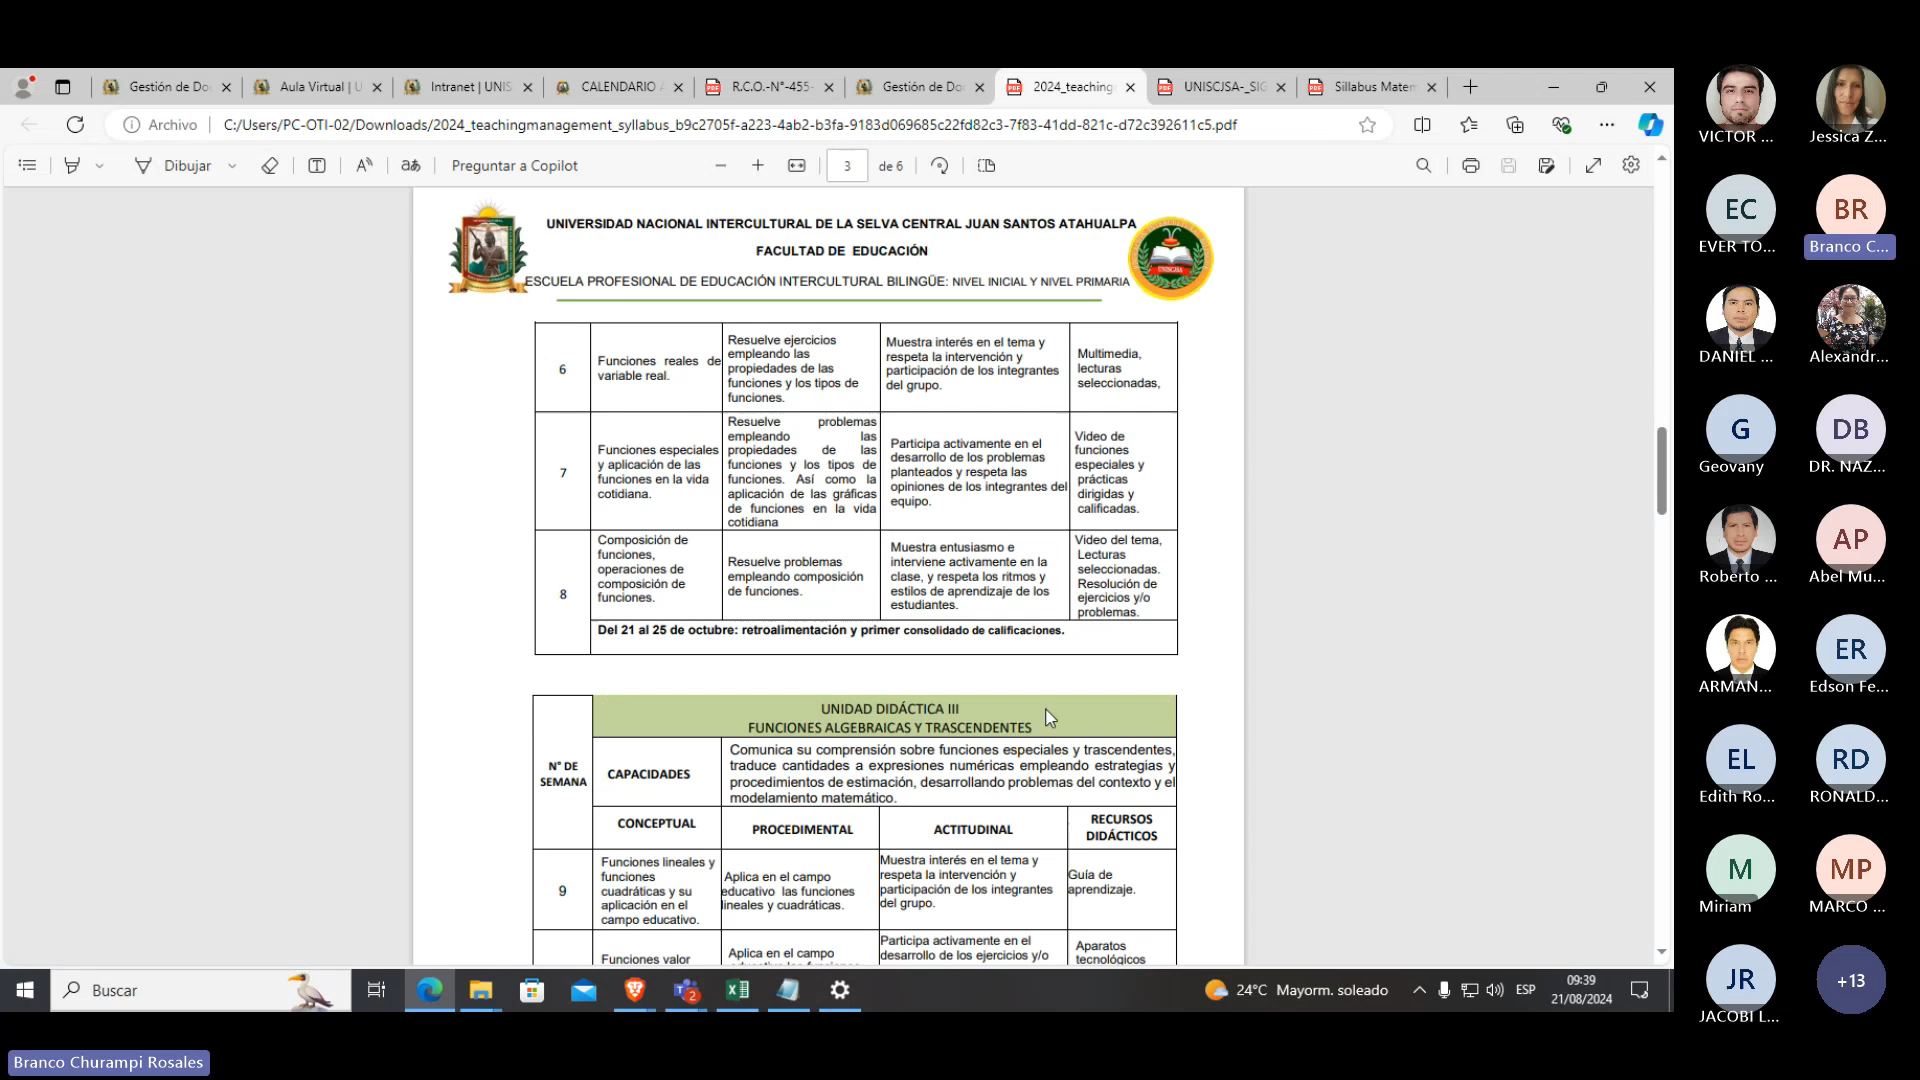 Gestión de Do
Aula Virtual | U
Intranet | UNIS
CALENDARIO A
R.C.O.-N°-455-
Gestión de Do
2024_teaching
UNISCJSA-_SIG
Sillabus Matem
Archivo
C:/Users/PC-OTI-02/Downloads/2024_teachingmanagement_syllabus_b9c2705f-a223-4ab2-b3fa-9183d069685c22fd82c3-7f83-41dd-821c-d72c392611c5.pdf
Dibujar
Preguntar a Copilot
3
de 6
UNIVERSIDAD NACIONAL INTERCULTURAL DE LA SELVA CENTRAL JUAN SANTOS ATAHUALPA
FACULTAD DE EDUCACIÓN
ESCUELA PROFESIONAL DE EDUCACIÓN INTERCULTURAL BILINGÜE: NIVEL INICIAL Y NIVEL PRIMARIA
6
Funciones reales de
variable real.
Resuelve ejercicios
empleando las
propiedades de las
funciones y los tipos de
funciones.
Muestra interés en el tema y
respeta la intervención y
participación de los integrantes
del grupo.
Multimedia,
lecturas
seleccionadas,
7
Funciones especiales
y aplicación de las
funciones en la vida
cotidiana.
Resuelve problemas
empleando las
propiedades de las
funciones y los tipos de
funciones. Así como la
aplicación de las gráficas
de funciones en la vida
cotidiana
Participa activamente en el
desarrollo de los problemas
planteados y respeta las
opiniones de los integrantes del
equipo.
Video de
funciones
especiales y
prácticas
dirigidas y
calificadas.
8
Composición de
funciones,
operaciones de
composición de
funciones.
Resuelve problemas
empleando composición
de funciones.
Muestra entusiasmo e
interviene activamente en la
clase, y respeta los ritmos y
estilos de aprendizaje de los
estudiantes.
Video del tema,
Lecturas
seleccionadas.
Resolución de
ejercicios y/o
problemas.
Del 21 al 25 de octubre: retroalimentación y primer consolidado de calificaciones.
N° DE
SEMANA
UNIDAD DIDÁCTICA III
FUNCIONES ALGEBRAICAS Y TRASCENDENTES
CAPACIDADES
Comunica su comprensión sobre funciones especiales y trascendentes,
traduce cantidades a expresiones numéricas empleando estrategias y
procedimientos de estimación, desarrollando problemas del contexto y el
modelamiento matemático.
CONCEPTUAL
PROCEDIMENTAL
ACTITUDINAL
RECURSOS
DIDÁCTICOS
9
Funciones lineales y
funciones
cuadráticas y su
aplicación en el
campo educativo.
Aplica en el campo
educativo las funciones
lineales y cuadráticas.
Muestra interés en el tema y
respeta la intervención y
participación de los integrantes
del grupo.
Guía de
aprendizaje.
Funciones valor
Aplica en el campo
Participa activamente en el
desarrollo de los ejercicios y/o
Aparatos
tecnológicos
Buscar
24°C Mayorm. soleado
ESP
09:39
21/08/2024
VICTOR ...
Jessica Z...
EC
EVER TO...
BR
Branco C...
DANIEL ...
Alexandr...
G
Geovany
DB
DR. NAZ...
Roberto ...
AP
Abel Mu...
ARMAN...
ER
Edson Fe...
EL
Edith Ro...
RD
RONALD...
M
Miriam
MP
MARCO ...
JR
JACOBI L...
+13
Branco Churampi Rosales